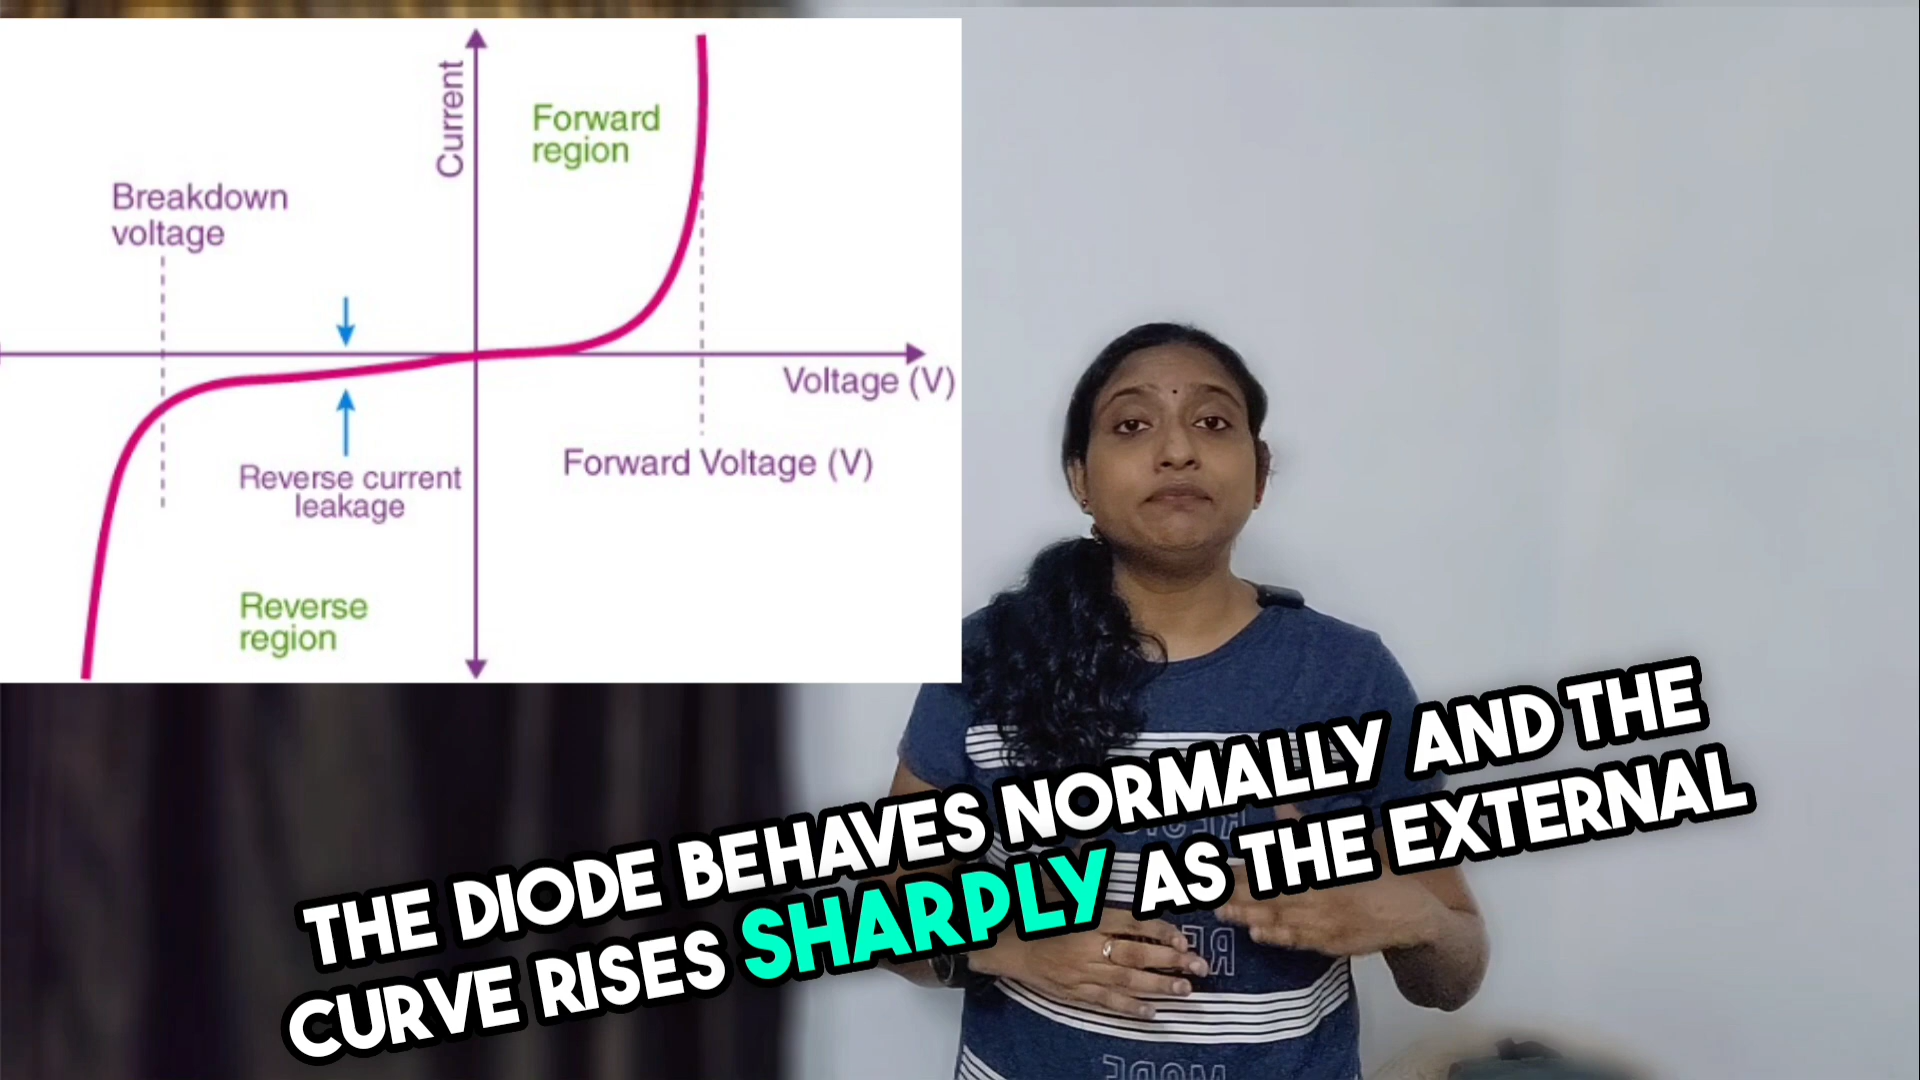 Current
Forward
region
Breakdown
voltage
Voltage (V)
Forward Voltage (V)
Reverse current
leakage
Reverse
region
THE DIODE BEHAVES NORMALLY AND THE
CURVE RISES SHARPLY AS THE EXTERNAL